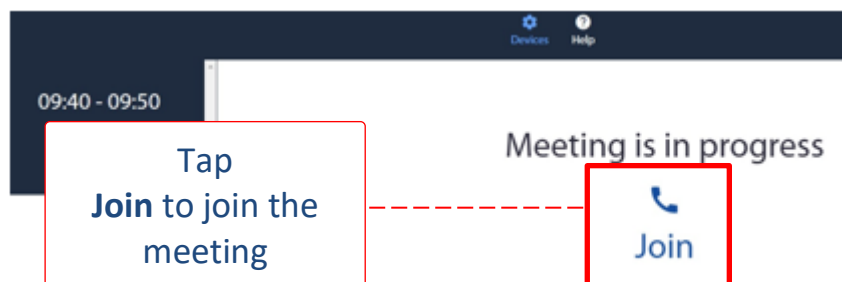 Devices Help
09:40 - 09:50
Meeting is in progress
Tap
Join to join the
meeting
Join